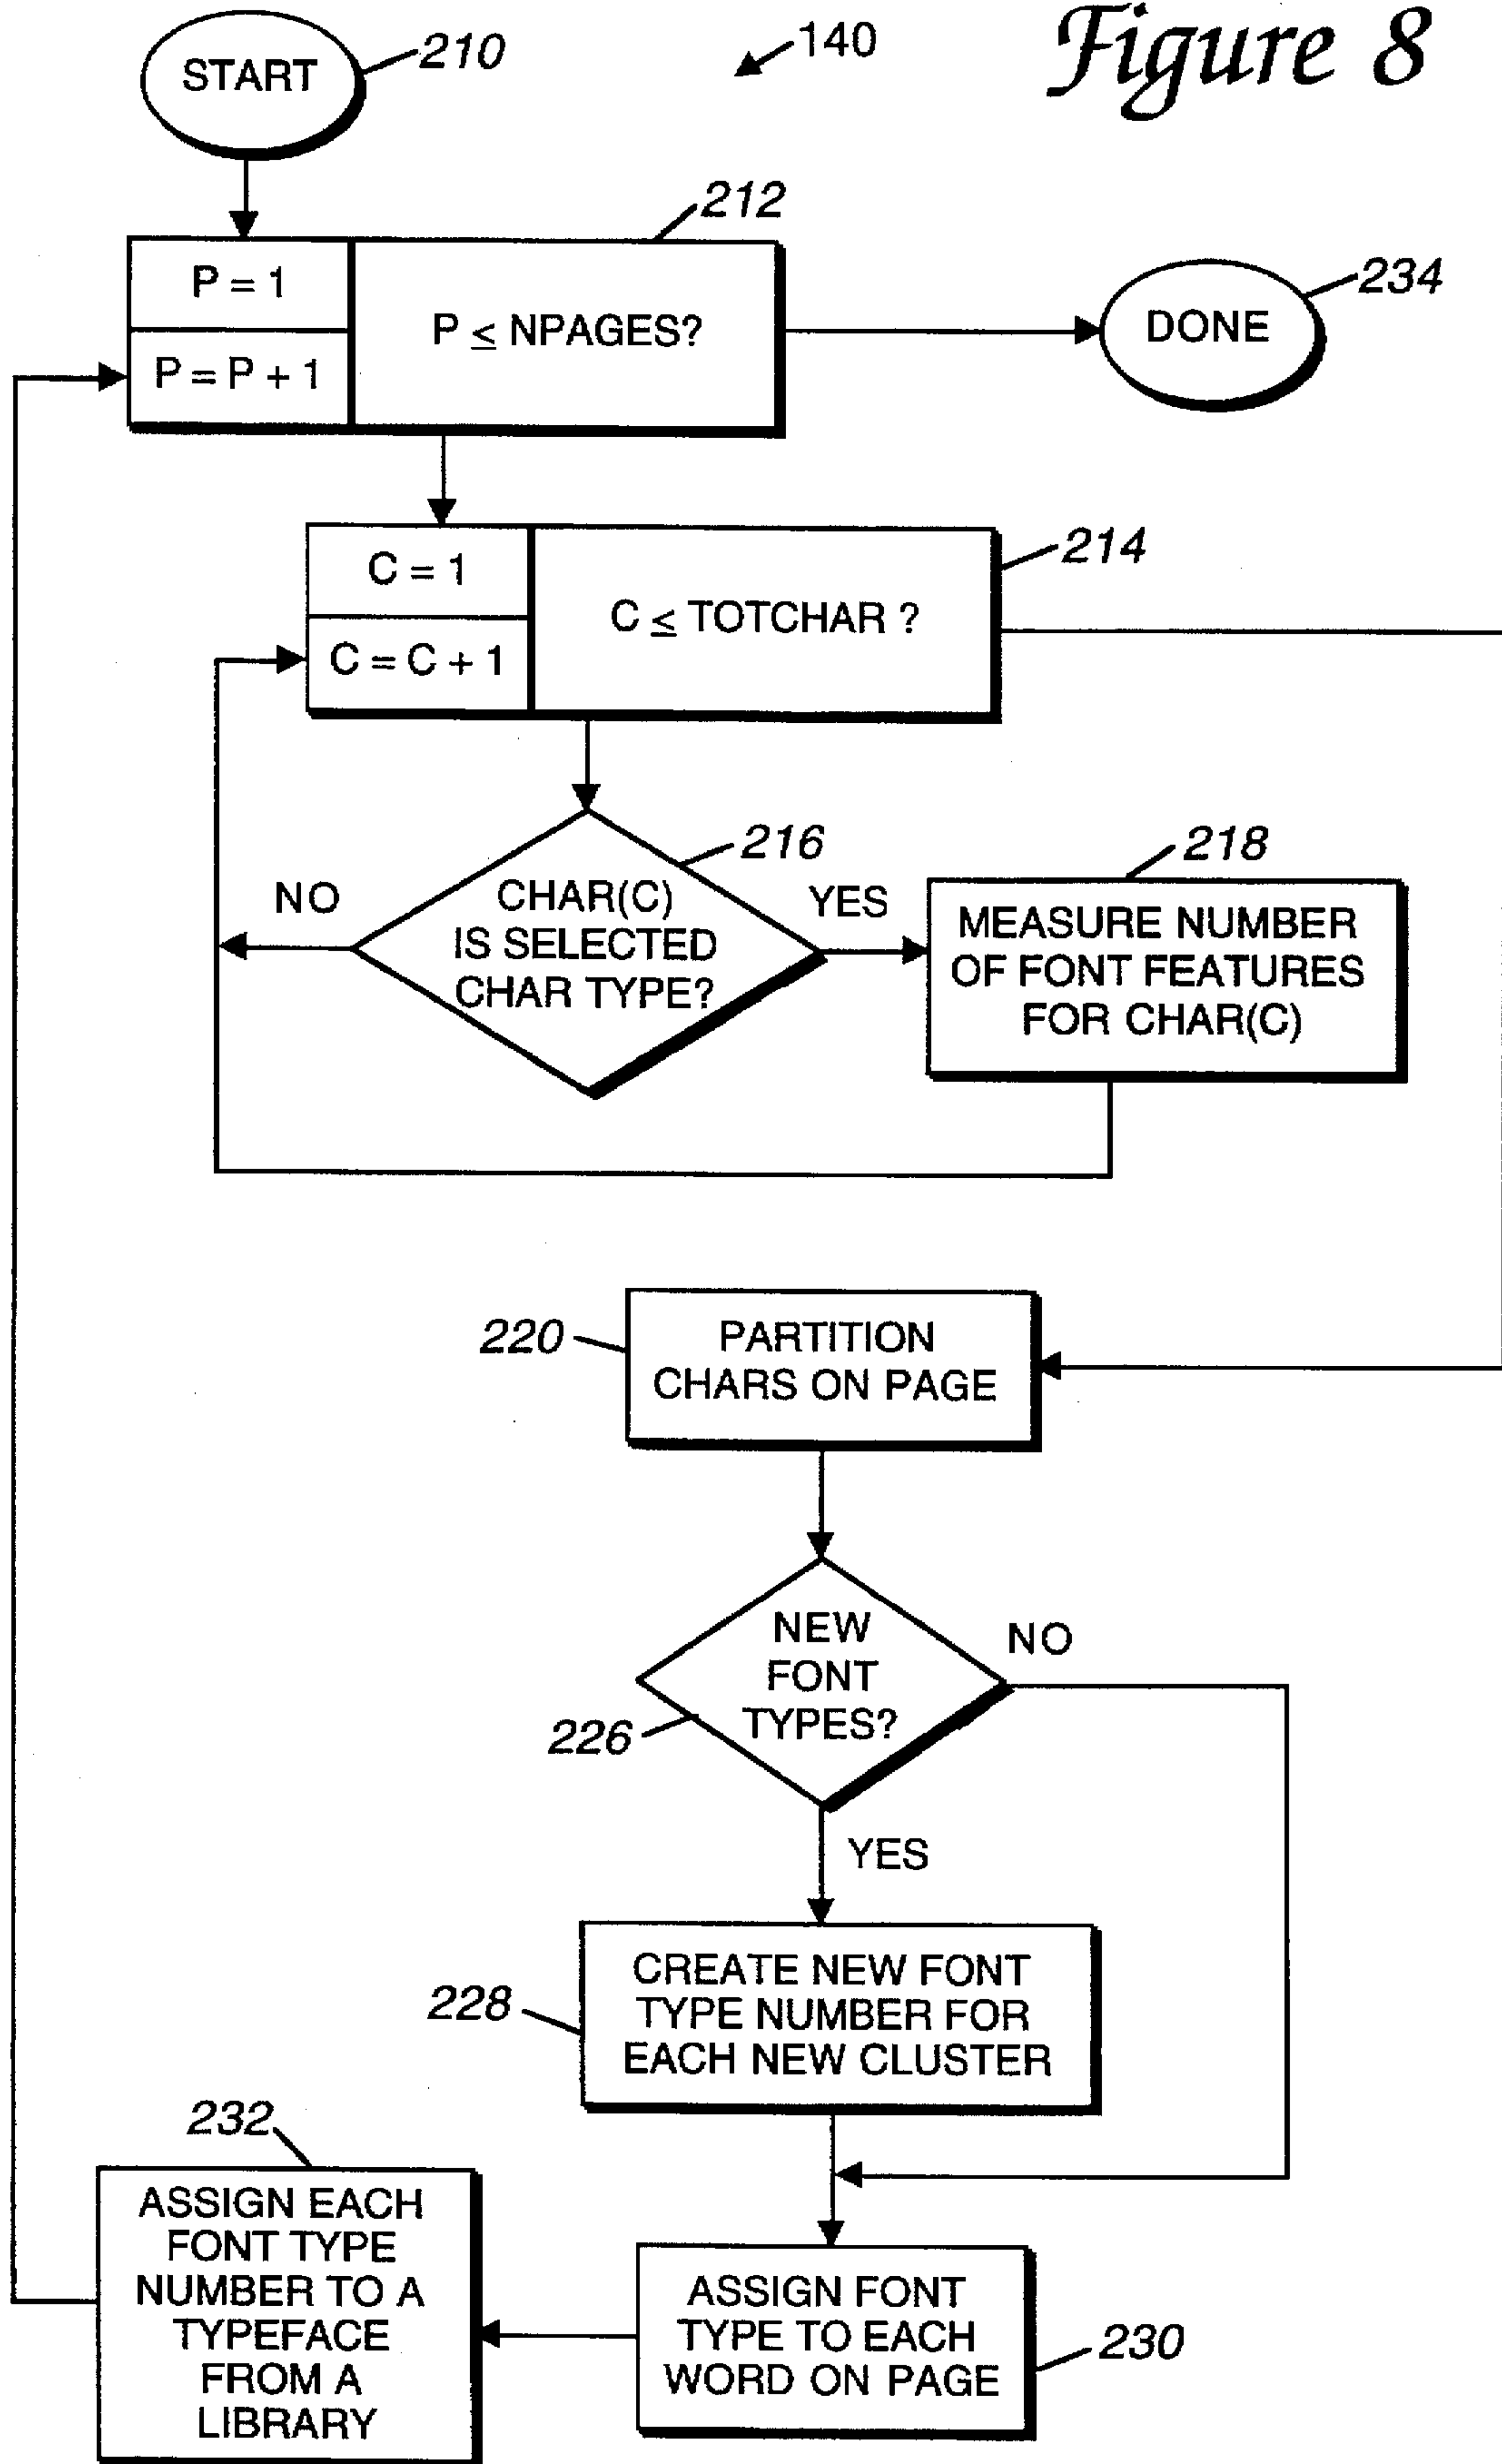 Figure 8
140
START
210
212
P = 1
P = P + 1
P ≤ NPAGES?
DONE
234
C = 1
C = C + 1
C ≤ TOTCHAR ?
214
216
CHAR(C)
IS SELECTED
CHAR TYPE?
NO
YES
218
MEASURE NUMBER
OF FONT FEATURES
FOR CHAR(C)
220
PARTITION
CHARS ON PAGE
NEW
FONT
TYPES?
226
NO
YES
228
CREATE NEW FONT
TYPE NUMBER FOR
EACH NEW CLUSTER
232
ASSIGN EACH
FONT TYPE
NUMBER TO A
TYPEFACE
FROM A
LIBRARY
ASSIGN FONT
TYPE TO EACH
WORD ON PAGE
230